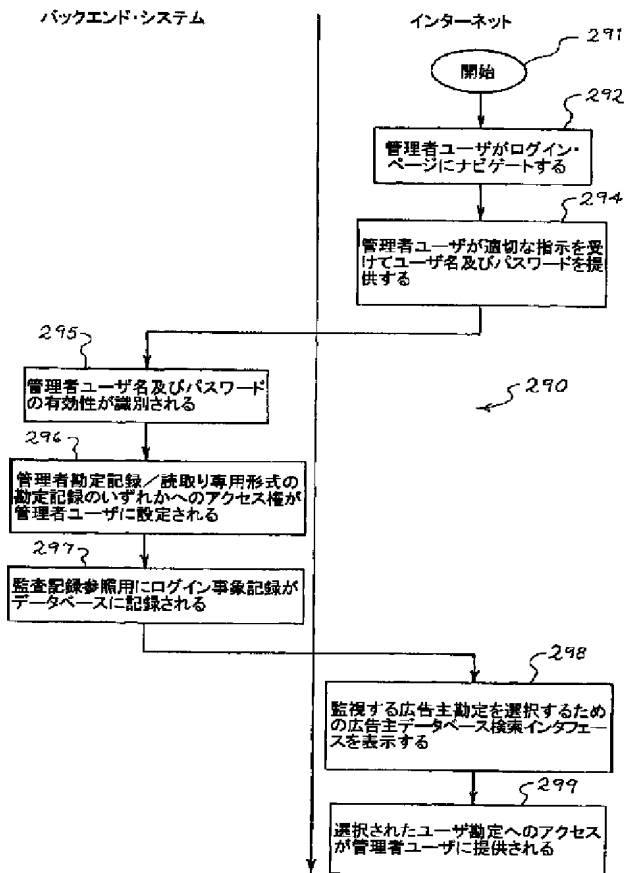 バックエンド・システム
インターネット
291
開始
292
管理者ユーザがログイン・
ページにナビゲートする
294
管理者ユーザが適切な指示を受
けてユーザ名及びパスワードを提
供する
295
管理者ユーザ名及びパスワード
の有効性が識別される
290
296
管理者勘定記録/読取り専用形式の
勘定記録のいずれかへのアクセス権が
管理者ユーザに設定される
297
監査記録参照用にログイン事象記録が
データベースに記録される
298
監視する広告主勘定を選択するため
の広告主データベース検索インタフェ
ースを表示する
299
選択されたユーザ勘定へのアクセス
が管理者ユーザに提供される